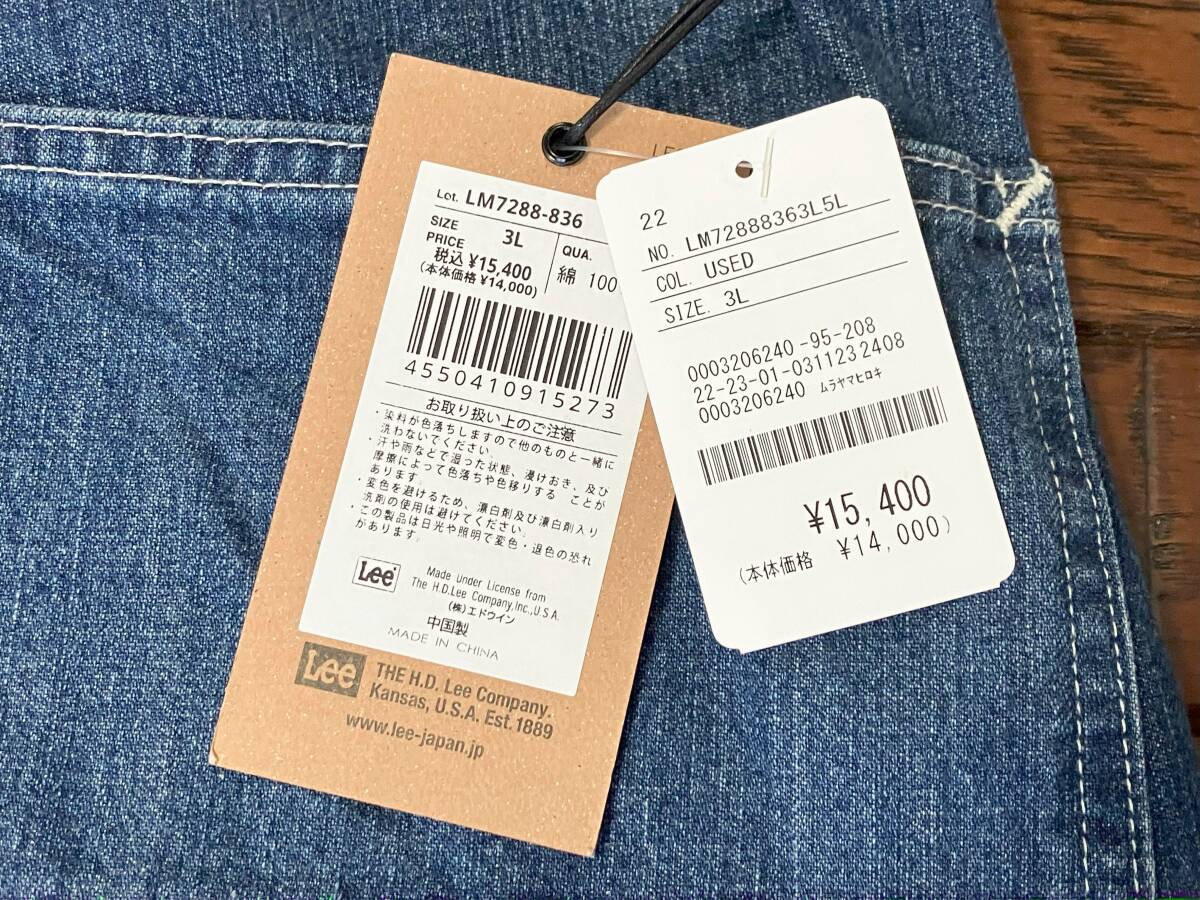 Lot. LM7288-836
SIZE 3L
PRICE
税込 ¥15,400
(本体価格 ¥14,000)
QUA.
綿 100
4550410915273
お取り扱い上のご注意
・染料が色落ちしますので他のものと一緒に
洗わないでください。
・汗や雨などで湿った状態、浸けおき、及び
摩擦によって色落ちや色移りする ことが
あります。
・変色を避けるため、漂白剤及び漂白剤入り
洗剤の使用は避けてください。
・この製品は日光や照明で変色・退色の恐れ
があります。
Lee
Made Under License from
The H.D.Lee Company,Inc.,U.S.A.
(株)エドウイン
中国製
MADE IN CHINA
Lee
THE H.D. Lee Company.
Kansas, U.S.A. Est.1889
www.lee-japan.jp
22
NO. LM72888363L5L
COL. USED
SIZE. 3L
0003206240 -95-208
22-23-01-031123 2408
0003206240 ムラヤマヒロキ
¥15,400
(本体価格 ¥14,000)